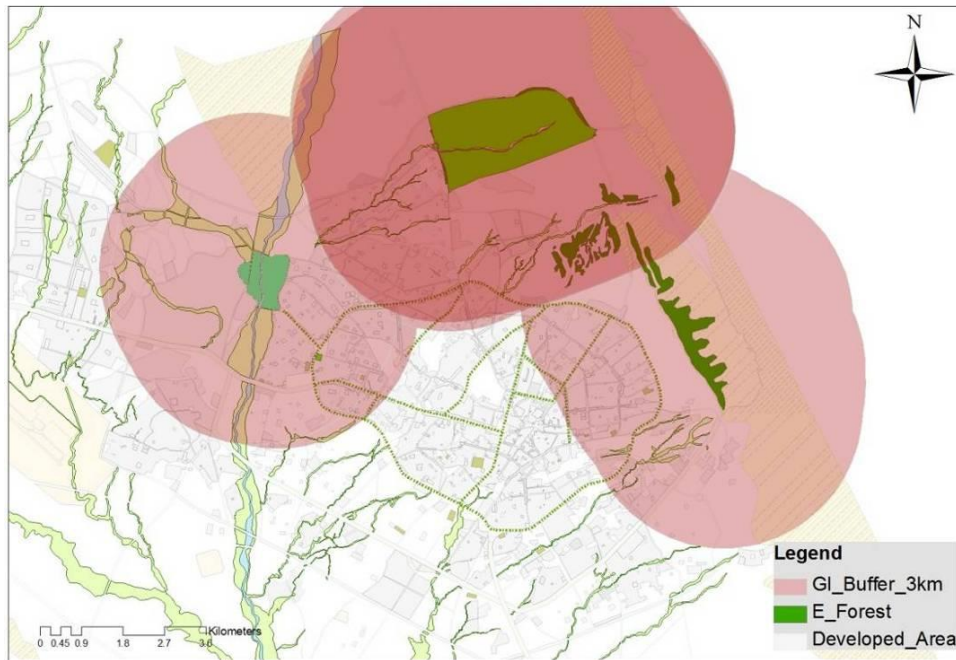 N
Legend
GI_Buffer_3km
E_Forest
Developed_Area
Kilometers
0 0.45 0.9 1.8 2.7 3.6